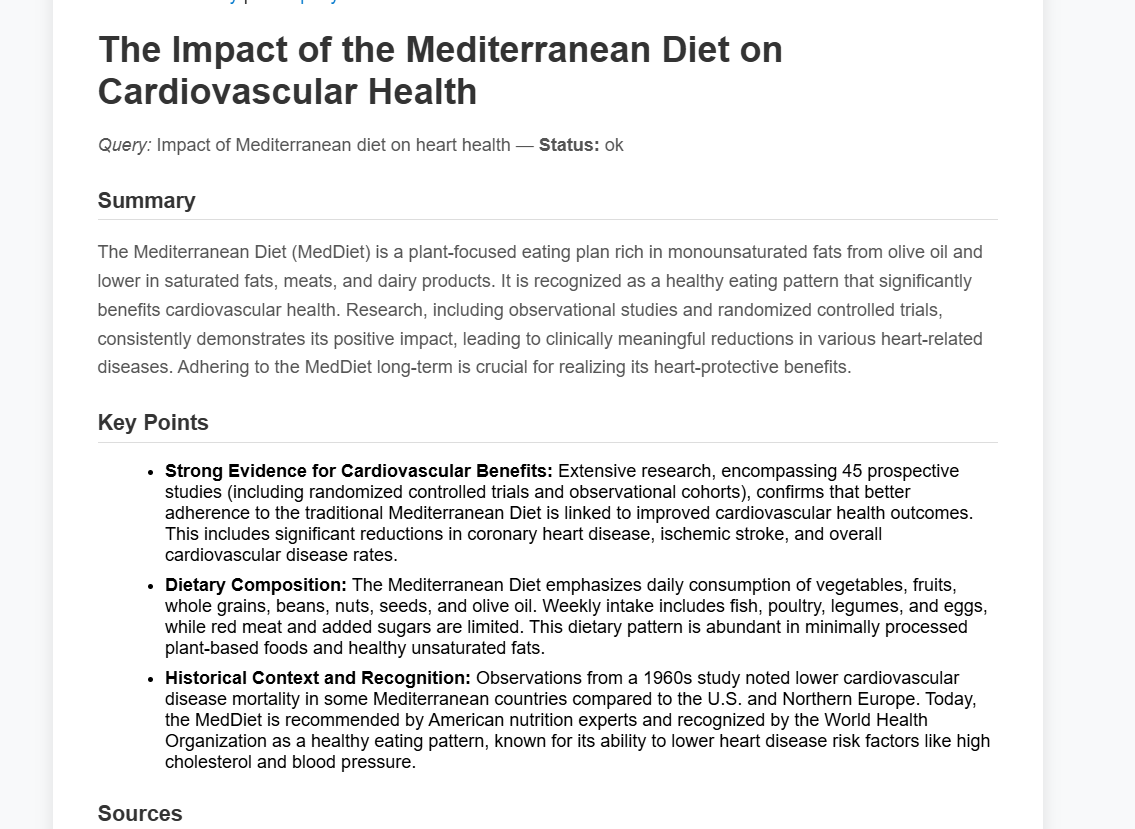 The Impact of the Mediterranean Diet on
Cardiovascular Health
Query: Impact of Mediterranean diet on heart health — Status: ok
Summary
The Mediterranean Diet (MedDiet) is a plant-focused eating plan rich in monounsaturated fats from olive oil and
lower in saturated fats, meats, and dairy products. It is recognized as a healthy eating pattern that significantly
benefits cardiovascular health. Research, including observational studies and randomized controlled trials,
consistently demonstrates its positive impact, leading to clinically meaningful reductions in various heart-related
diseases. Adhering to the MedDiet long-term is crucial for realizing its heart-protective benefits.
Key Points
• Strong Evidence for Cardiovascular Benefits: Extensive research, encompassing 45 prospective
studies (including randomized controlled trials and observational cohorts), confirms that better
adherence to the traditional Mediterranean Diet is linked to improved cardiovascular health outcomes.
This includes significant reductions in coronary heart disease, ischemic stroke, and overall
cardiovascular disease rates.
• Dietary Composition: The Mediterranean Diet emphasizes daily consumption of vegetables, fruits,
whole grains, beans, nuts, seeds, and olive oil. Weekly intake includes fish, poultry, legumes, and eggs,
while red meat and added sugars are limited. This dietary pattern is abundant in minimally processed
plant-based foods and healthy unsaturated fats.
• Historical Context and Recognition: Observations from a 1960s study noted lower cardiovascular
disease mortality in some Mediterranean countries compared to the U.S. and Northern Europe. Today,
the MedDiet is recommended by American nutrition experts and recognized by the World Health
Organization as a healthy eating pattern, known for its ability to lower heart disease risk factors like high
cholesterol and blood pressure.
Sources